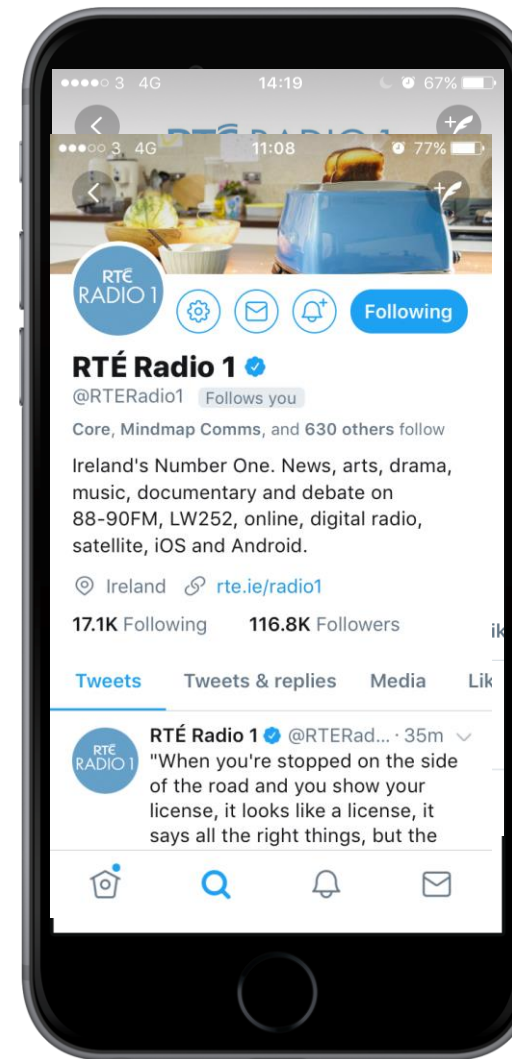 3 4G 14:19 67%
RTÉ RADIO 1
3 4G 11:08 77%
RTÉ
RADIO 1
Following
RTÉ Radio 1
@RTERadio1 Follows you
Core, Mindmap Comms, and 630 others follow
Ireland's Number One. News, arts, drama,
music, documentary and debate on
88-90FM, LW252, online, digital radio,
satellite, iOS and Android.
Ireland rte.ie/radio1
17.1K Following 116.8K Followers
ik
Tweets Tweets & replies Media Lik
RTÉ Radio 1 @RTERad... · 35m
RTÉ
RADIO 1
"When you're stopped on the side
of the road and you show your
license, it looks like a license, it
says all the right things, but the